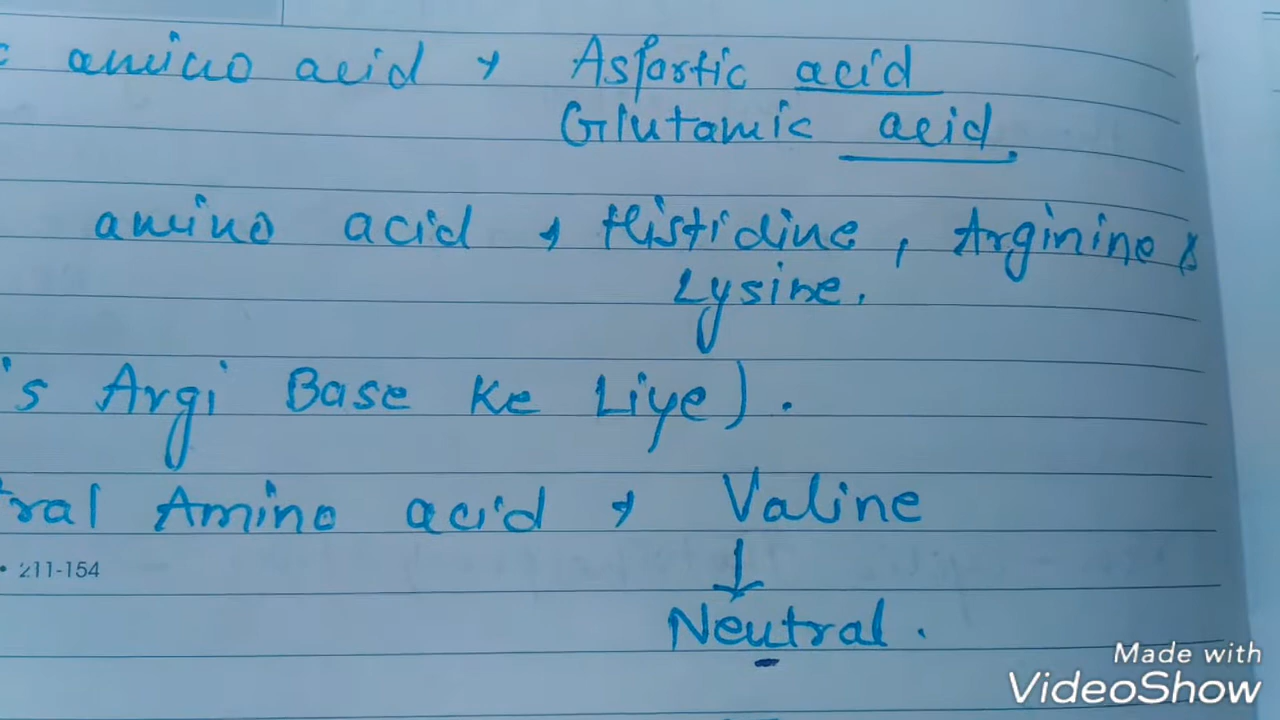 c amino acid → Aspartic acid
Glutamic acid.
amino acid → Histidine, Arginine &
Lysine.
's Argi Base Ke Liye).
tral Amino acid → Valine
↓
• 211-154
Neutral.
Made with
VideoShow